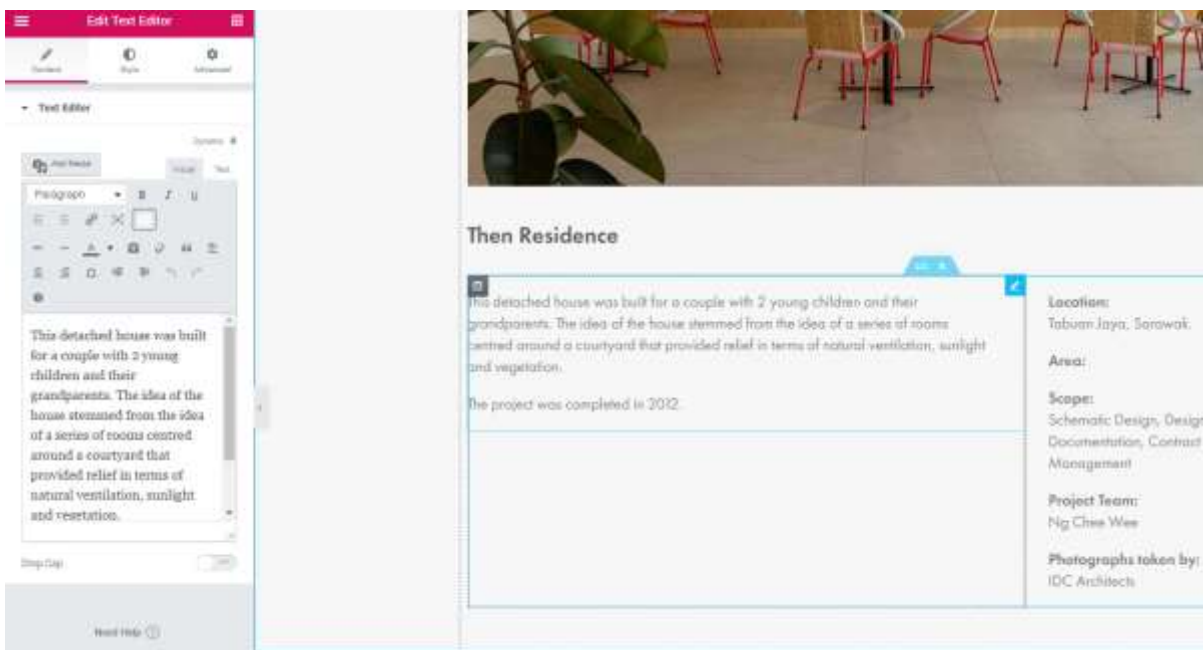 Edit Text Editor
Content
Style
Advanced
Text Editor
Dynamic
Add Media
Visual
Text
Paragraph
B
I
U
This detached house was built
for a couple with 2 young
children and their
grandparents. The idea of the
house stemmed from the idea
of a series of rooms centred
around a courtyard that
provided relief in terms of
natural ventilation, sunlight
and vegetation.
Drop Cap
Need Help
Then Residence
This detached house was built for a couple with 2 young children and their
grandparents. The idea of the house stemmed from the idea of a series of rooms
centred around a courtyard that provided relief in terms of natural ventilation, sunlight
and vegetation.
The project was completed in 2012.
Location:
Tabuan Jaya, Sarawak.
Area:
Scope:
Schematic Design, Design
Documentation, Contract
Management
Project Team:
Ng Chee Wee
Photographs taken by:
IDC Architects